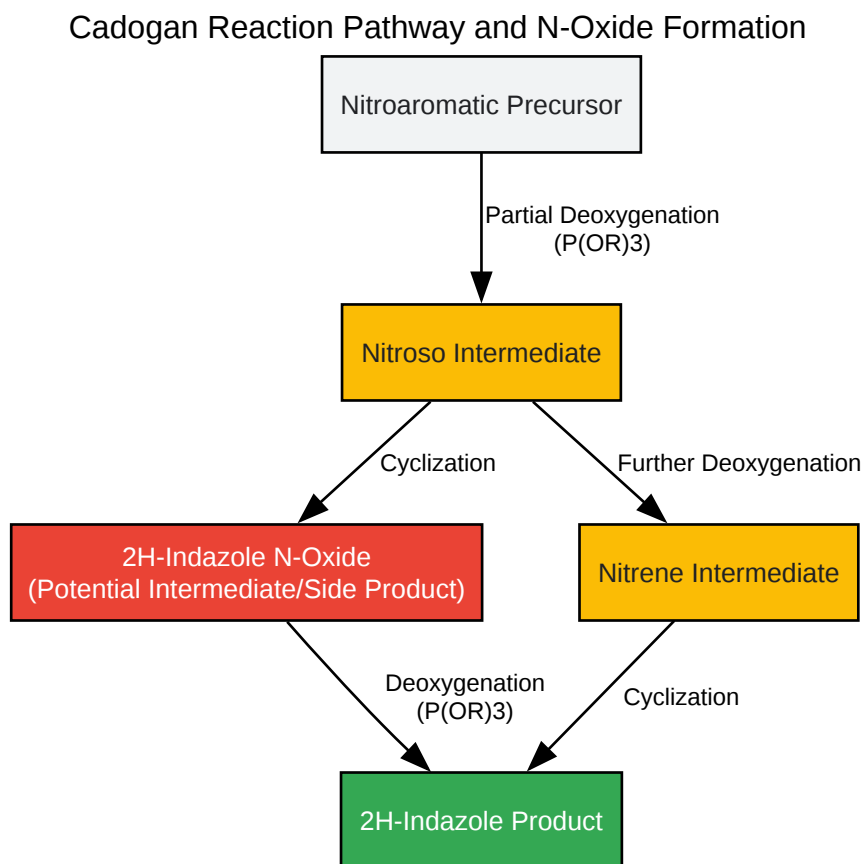 Cadogan Reaction Pathway and N-Oxide Formation
Nitroaromatic Precursor
Partial Deoxygenation
(P(OR)3)
Nitroso Intermediate
Cyclization
Further Deoxygenation
2H-Indazole N-Oxide
(Potential Intermediate/Side Product)
Nitrene Intermediate
Deoxygenation
(P(OR)3)
Cyclization
2H-Indazole Product